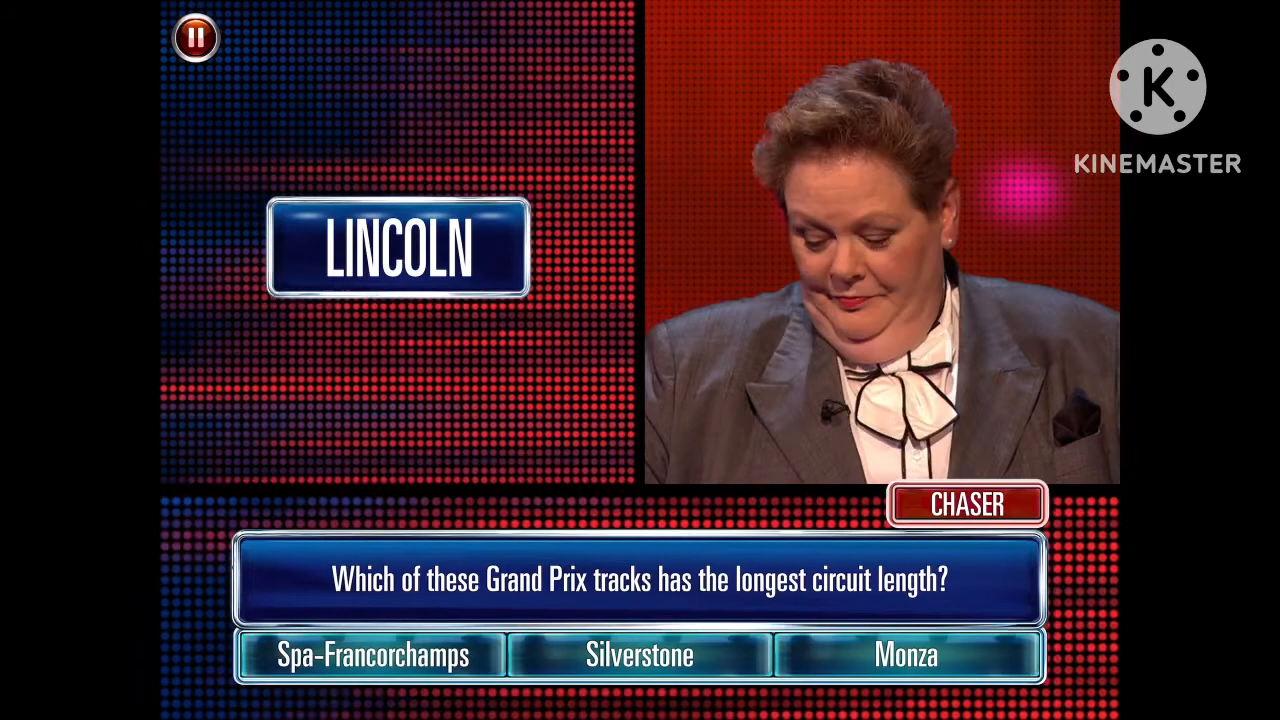 LINCOLN
K
KINEMASTER
CHASER
Which of these Grand Prix tracks has the longest circuit length?
Spa-Francorchamps
Silverstone
Monza